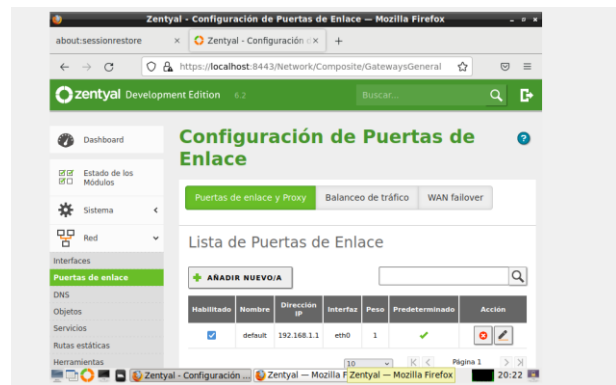 Zentyal - Configuración de Puertas de Enlace — Mozilla Firefox
about:sessionrestore × Zentyal - Configuración d × +
https://localhost:8443/Network/Composite/GatewaysGeneral
zentyal Development Edition 6.2 Buscar...
Dashboard
Estado de los
Módulos
Sistema
Red
Interfaces
Puertas de enlace
DNS
Objetos
Servicios
Rutas estáticas
Herramientas
Configuración de Puertas de
Enlace
Puertas de enlace y Proxy Balanceo de tráfico WAN failover
Lista de Puertas de Enlace
+ AÑADIR NUEVO/A
Habilitado Nombre Dirección IP Interfaz Peso Predeterminado Acción
default 192.168.1.1 eth0 1
10 Página 1
Zentyal - Configuración ... Zentyal — Mozilla F Zentyal — Mozilla Firefox 20:22